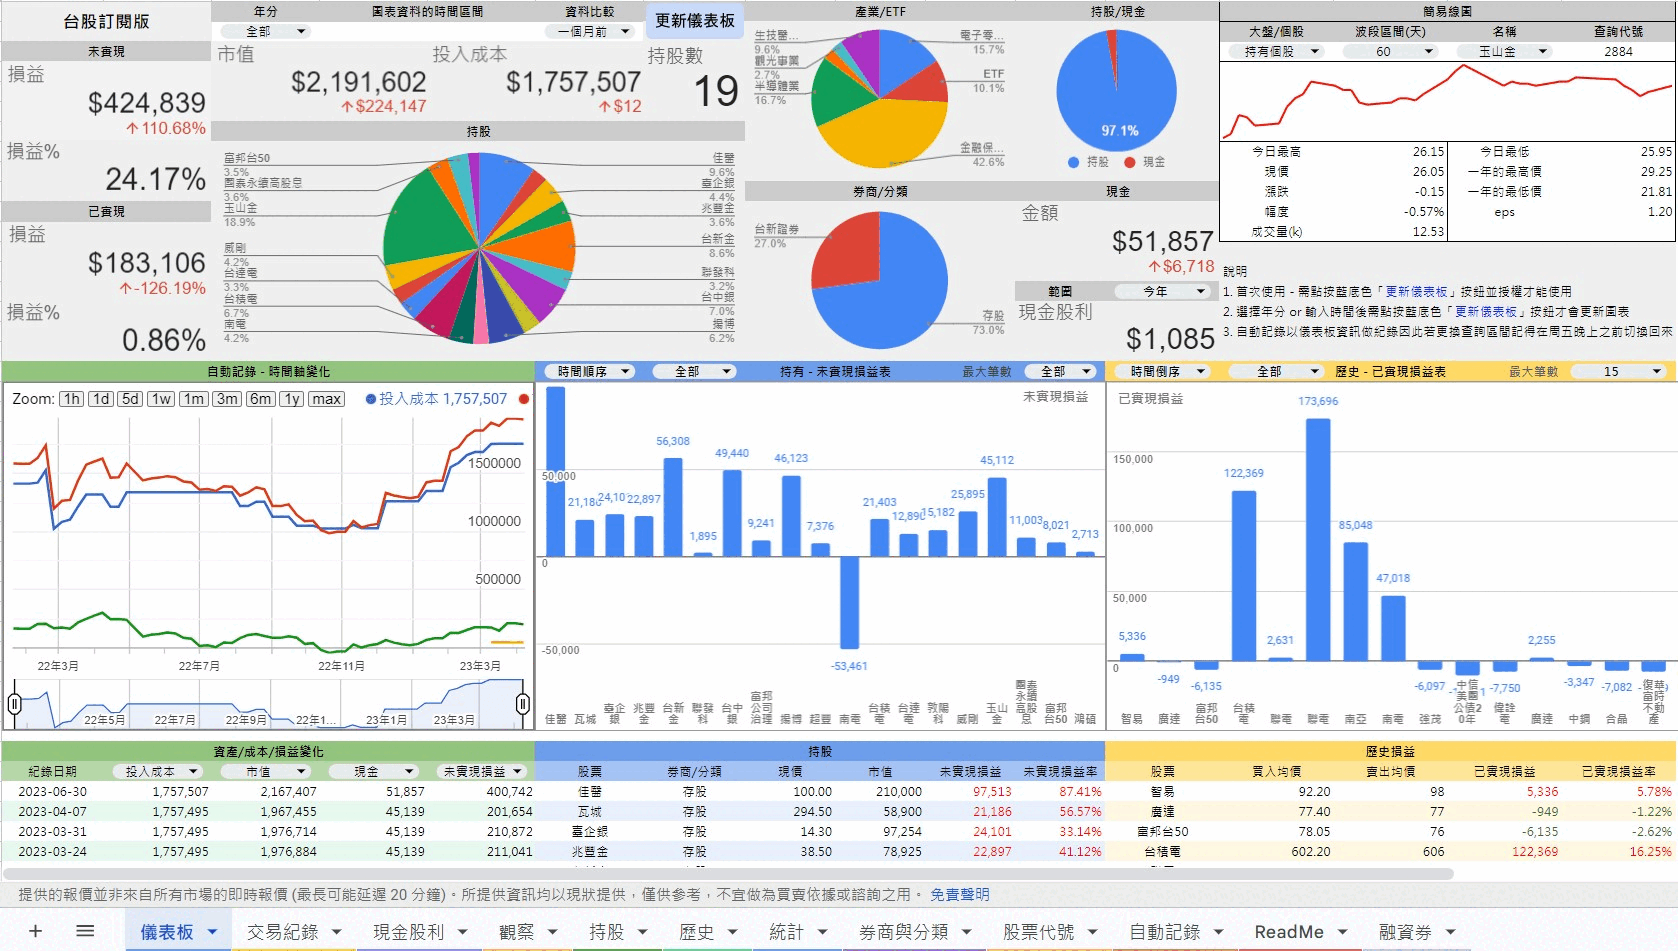 台股訂閱版
年分
圖表資料的時間區間
資料比較
全部
一個月前
更新儀表板
未實現
損益
$424,839
↑110.68%
損益%
24.17%
已實現
損益
$183,106
↑-126.19%
損益%
0.86%
市值
$2,191,602
↑$224,147
投入成本
$1,757,507
↑$12
持股數
19
持股
富邦台50
3.5%
國泰永續高股息
3.6%
玉山金
18.9%
威剛
4.2%
台達電
3.3%
台積電
6.7%
南電
4.2%
佳醫
9.6%
臺企銀
4.4%
兆豐金
3.6%
台新金
8.6%
聯發科
3.2%
台中銀
7.0%
揚博
6.2%
產業/ETF
生技醫...
9.6%
觀光事業
2.7%
半導體業
16.7%
電子零...
15.7%
ETF
10.1%
金融保...
42.6%
持股/現金
97.1%
持股
現金
券商/分類
台新證券
27.0%
存股
73.0%
現金
金額
$51,857
↑$6,718
範圍
今年
現金股利
$1,085
簡易線圖
大盤/個股
波段區間(天)
名稱
查詢代號
持有個股
60
玉山金
2884
今日最高 26.15 今日最低 25.95
現價 26.05 一年的最高價 29.25
漲跌 -0.15 一年的最低價 21.81
幅度 -0.57% eps 1.20
成交量(k) 12.53
說明
1. 首次使用 - 需點按藍底色「更新儀表板」按鈕並授權才能使用
2. 選擇年分 or 輸入時間後需點按藍底色「更新儀表板」按鈕才會更新圖表
3. 自動記錄以儀表板資訊做紀錄因此若更換查詢區間記得在周五晚上之前切換回來
自動記錄 - 時間軸變化
Zoom: 1h 1d 5d 1w 1m 3m 6m 1y max
投入成本 1,757,507
1500000
1000000
500000
22年3月
22年7月
22年11月
23年3月
22年5月
22年7月
22年9月
22年1...
23年1月
23年3月
時間順序
全部
持有 - 未實現損益表
最大筆數
全部
未實現損益
50,000
0
-50,000
21,186
24,10
22,897
56,308
1,895
49,440
9,241
46,123
7,376
-53,461
21,403
12,890
15,182
25,895
45,112
11,003
8,021
2,713
佳醫
瓦城
臺企銀
兆豐金
台新金
聯發科
台中銀
富邦公司治理
揚博
超豐
南電
台積電
台達電
敦陽科
威剛
玉山金
國泰永續高股息
富邦台50
鴻碩
時間倒序
全部
歷史 - 已實現損益表
最大筆數
15
已實現損益
150,000
100,000
50,000
0
5,336
-949
-6,135
122,369
2,631
173,696
85,048
47,018
-6,097
-7,750
2,255
-3,347
-7,082
智易
廣達
富邦台50
台積電
聯電
聯電
南亞
南電
強茂
中信美國公債20年
偉詮電
廣達
中鋼
合晶
復華富時不動產
資產/成本/損益變化
紀錄日期 投入成本 市值 現金 未實現損益
2023-06-30 1,757,507 2,167,407 51,857 400,742
2023-04-07 1,757,495 1,967,455 45,139 201,654
2023-03-31 1,757,495 1,976,714 45,139 210,872
2023-03-24 1,757,495 1,976,884 45,139 211,041
持股
股票 券商/分類 現價 市值 未實現損益 未實現損益率
佳醫 存股 100.00 210,000 97,513 87.41%
瓦城 存股 294.50 58,900 21,186 56.57%
臺企銀 存股 14.30 97,254 24,101 33.14%
兆豐金 存股 38.50 78,925 22,897 41.12%
歷史損益
股票 買入均價 賣出均價 已實現損益 已實現損益率
智易 92.20 98 5,336 5.78%
廣達 77.40 77 -949 -1.22%
富邦台50 78.05 76 -6,135 -2.62%
台積電 602.20 606 122,369 16.25%
提供的報價並非來自所有市場的即時報價 (最長可能延遲 20 分鐘)。所提供資訊均以現狀提供，僅供參考，不宜做為買賣依據或諮詢之用。 免責聲明
儀表板
交易紀錄
現金股利
觀察
持股
歷史
統計
券商與分類
股票代號
自動記錄
ReadMe
融資券